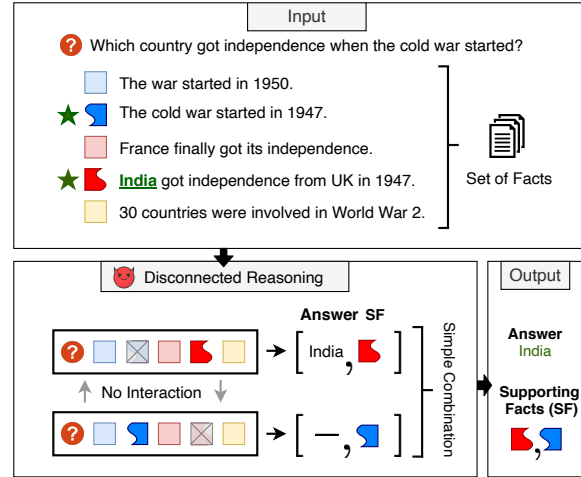 Input
? Which country got independence when the cold war started?
The war started in 1950.
The cold war started in 1947.
France finally got its independence.
India got independence from UK in 1947.
30 countries were involved in World War 2.
Set of Facts
Disconnected Reasoning
Answer SF
? [ India, ]
No Interaction
? [ —, ]
Simple Combination
Output
Answer
India
Supporting
Facts (SF)
,